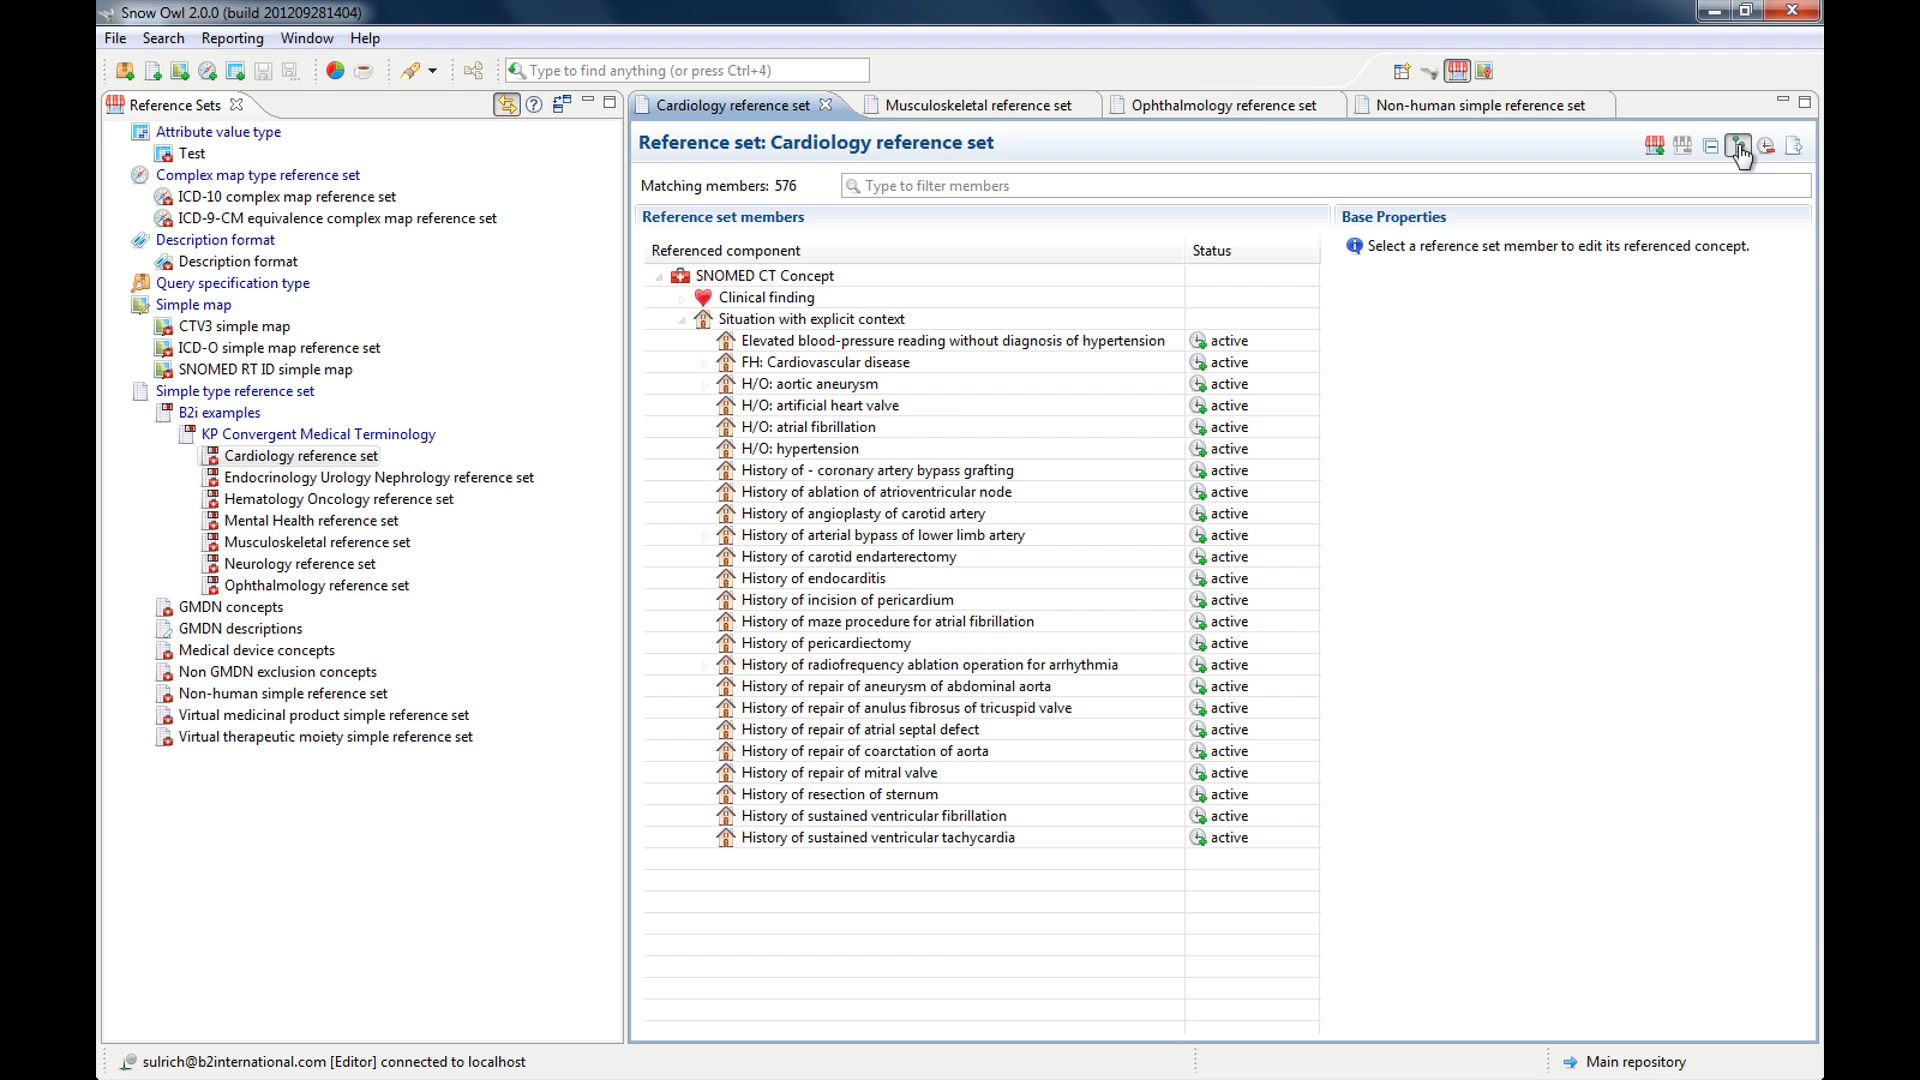 Snow Owl 2.0.0 (build 201209281404)
File Search Reporting Window Help
Type to find anything (or press Ctrl+4)
Reference Sets
Attribute value type
Test
Complex map type reference set
ICD-10 complex map reference set
ICD-9-CM equivalence complex map reference set
Description format
Description format
Query specification type
Simple map
CTV3 simple map
ICD-O simple map reference set
SNOMED RT ID simple map
Simple type reference set
B2i examples
KP Convergent Medical Terminology
Cardiology reference set
Endocrinology Urology Nephrology reference set
Hematology Oncology reference set
Mental Health reference set
Musculoskeletal reference set
Neurology reference set
Ophthalmology reference set
GMDN concepts
GMDN descriptions
Medical device concepts
Non GMDN exclusion concepts
Non-human simple reference set
Virtual medicinal product simple reference set
Virtual therapeutic moiety simple reference set
Cardiology reference set Musculoskeletal reference set Ophthalmology reference set Non-human simple reference set
Reference set: Cardiology reference set
Matching members: 576 Type to filter members
Reference set members
Referenced component Status
SNOMED CT Concept
Clinical finding
Situation with explicit context
Elevated blood-pressure reading without diagnosis of hypertension active
FH: Cardiovascular disease active
H/O: aortic aneurysm active
H/O: artificial heart valve active
H/O: atrial fibrillation active
H/O: hypertension active
History of - coronary artery bypass grafting active
History of ablation of atrioventricular node active
History of angioplasty of carotid artery active
History of arterial bypass of lower limb artery active
History of carotid endarterectomy active
History of endocarditis active
History of incision of pericardium active
History of maze procedure for atrial fibrillation active
History of pericardiectomy active
History of radiofrequency ablation operation for arrhythmia active
History of repair of aneurysm of abdominal aorta active
History of repair of anulus fibrosus of tricuspid valve active
History of repair of atrial septal defect active
History of repair of coarctation of aorta active
History of repair of mitral valve active
History of resection of sternum active
History of sustained ventricular fibrillation active
History of sustained ventricular tachycardia active
Base Properties
Select a reference set member to edit its referenced concept.
sulrich@b2international.com [Editor] connected to localhost
Main repository